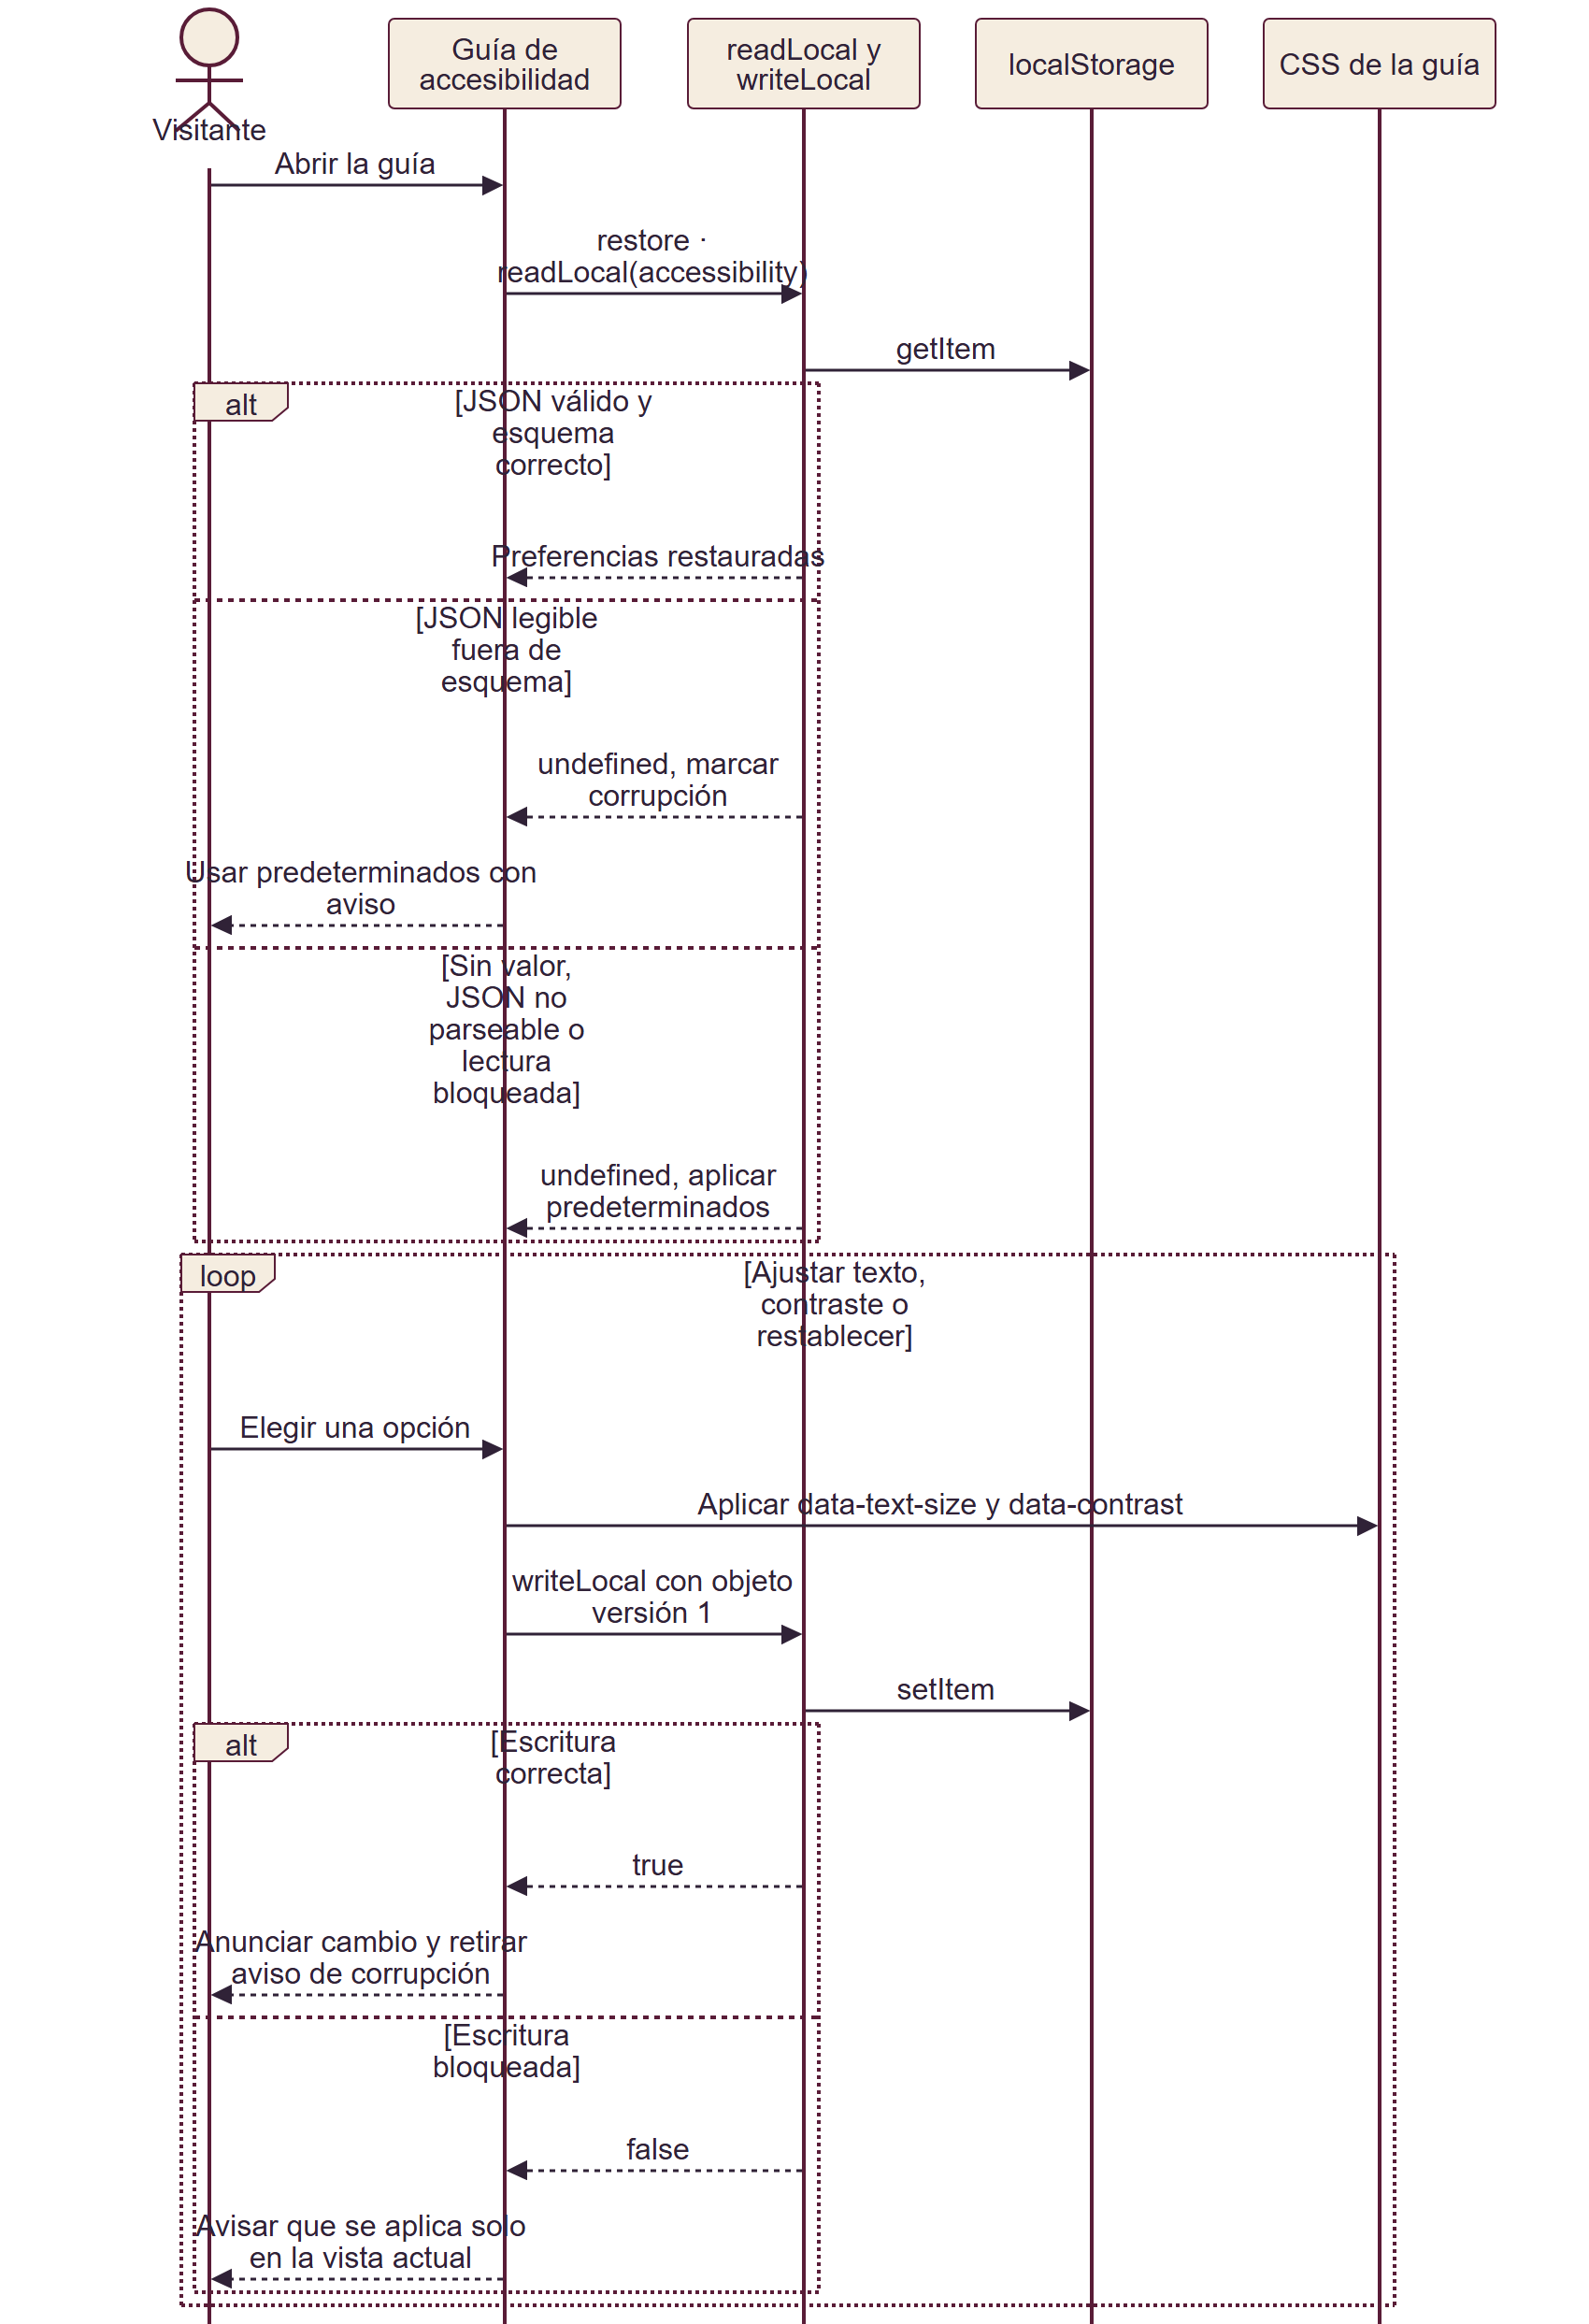 Visitante
Guía de
accesibilidad
readLocal y
writeLocal
localStorage
CSS de la guía
Abrir la guía
restore ·
readLocal(accessibility)
getItem
alt
[JSON válido y
esquema
correcto]
Preferencias restauradas
[JSON legible
fuera de
esquema]
undefined, marcar
corrupción
Usar predeterminados con
aviso
[Sin valor,
JSON no
parseable o
lectura
bloqueada]
undefined, aplicar
predeterminados
loop
[Ajustar texto,
contraste o
restablecer]
Elegir una opción
Aplicar data-text-size y data-contrast
writeLocal con objeto
versión 1
setItem
alt
[Escritura
correcta]
true
Anunciar cambio y retirar
aviso de corrupción
[Escritura
bloqueada]
false
Avisar que se aplica solo
en la vista actual